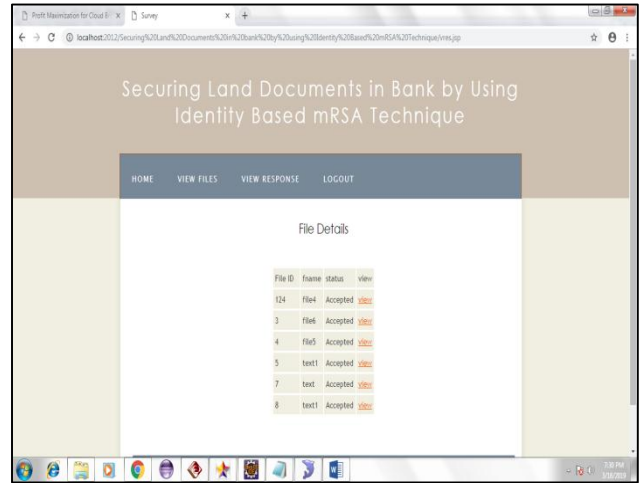 Profit Maximization for Cloud B
Survey
localhost:2012/Securing%20Land%20Documents%20in%20bank%20by%20using%20Identity%20Based%20mRSA%20Technique/vres.jsp
Securing Land Documents in Bank by Using
Identity Based mRSA Technique
HOME VIEW FILES VIEW RESPONSE LOGOUT
File Details
File ID fname status view
124 file4 Accepted view
3 file6 Accepted view
4 file5 Accepted view
5 text1 Accepted view
7 text Accepted view
8 text1 Accepted view